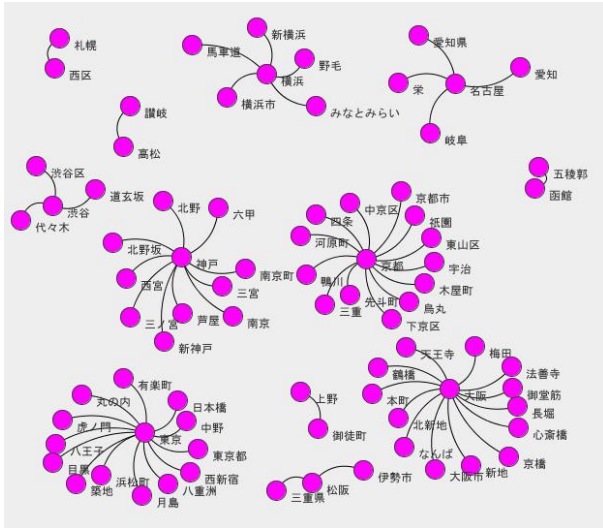 札幌
西区
讃岐
高松
新横浜
馬車道
横浜
野毛
横浜市
みなとみらい
愛知県
栄
名古屋
愛知
岐阜
五稜郭
函館
渋谷区
道玄坂
渋谷
代々木
北野
六甲
北野坂
神戸
西宮
南京町
三宮
三ノ宮
芦屋
南京
新神戸
京都市
中京区
四条
祇園
河原町
東山区
京都
宇治
鴨川
木屋町
三重
先斗町
烏丸
下京区
有楽町
丸の内
日本橋
虎ノ門
中野
東京
八王子
東京都
目黒
西新宿
築地
浜松町
八重洲
月島
上野
御徒町
三重県
松阪
伊勢市
天王寺
梅田
鶴橋
法善寺
本町
大阪
御堂筋
長堀
北新地
心斎橋
なんば
京橋
大阪市
新地